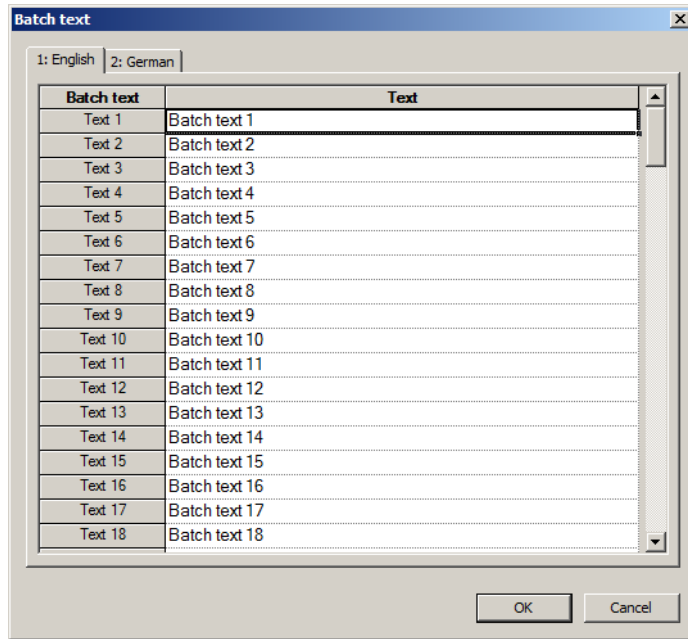 Batch text
1: English 2: German
Batch text Text
Text 1 Batch text 1
Text 2 Batch text 2
Text 3 Batch text 3
Text 4 Batch text 4
Text 5 Batch text 5
Text 6 Batch text 6
Text 7 Batch text 7
Text 8 Batch text 8
Text 9 Batch text 9
Text 10 Batch text 10
Text 11 Batch text 11
Text 12 Batch text 12
Text 13 Batch text 13
Text 14 Batch text 14
Text 15 Batch text 15
Text 16 Batch text 16
Text 17 Batch text 17
Text 18 Batch text 18
OK Cancel